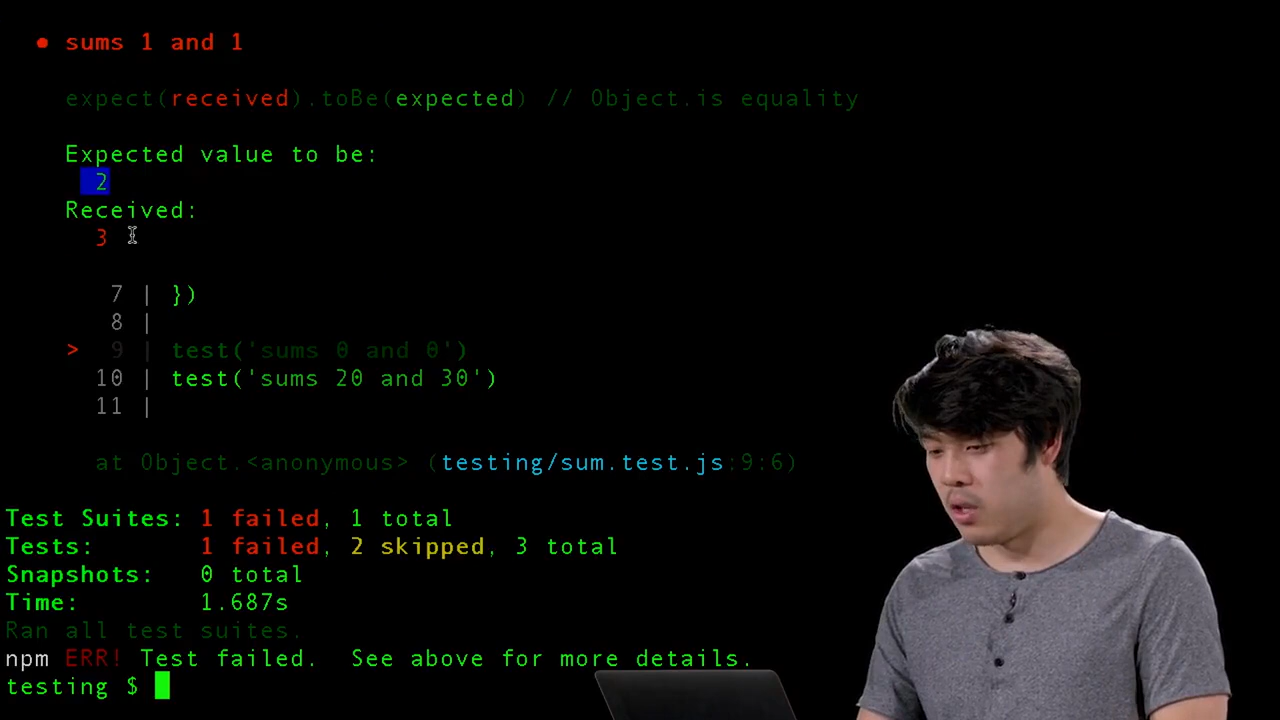 ● sums 1 and 1
expect(received).toBe(expected) // Object.is equality
Expected value to be:
2
Received:
3
7 | })
8 |
> 9 | test('sums 0 and 0')
10 | test('sums 20 and 30')
11 |
at Object.<anonymous> (testing/sum.test.js:9:6)
Test Suites: 1 failed, 1 total
Tests: 1 failed, 2 skipped, 3 total
Snapshots: 0 total
Time: 1.687s
Ran all test suites.
npm ERR! Test failed. See above for more details.
testing $